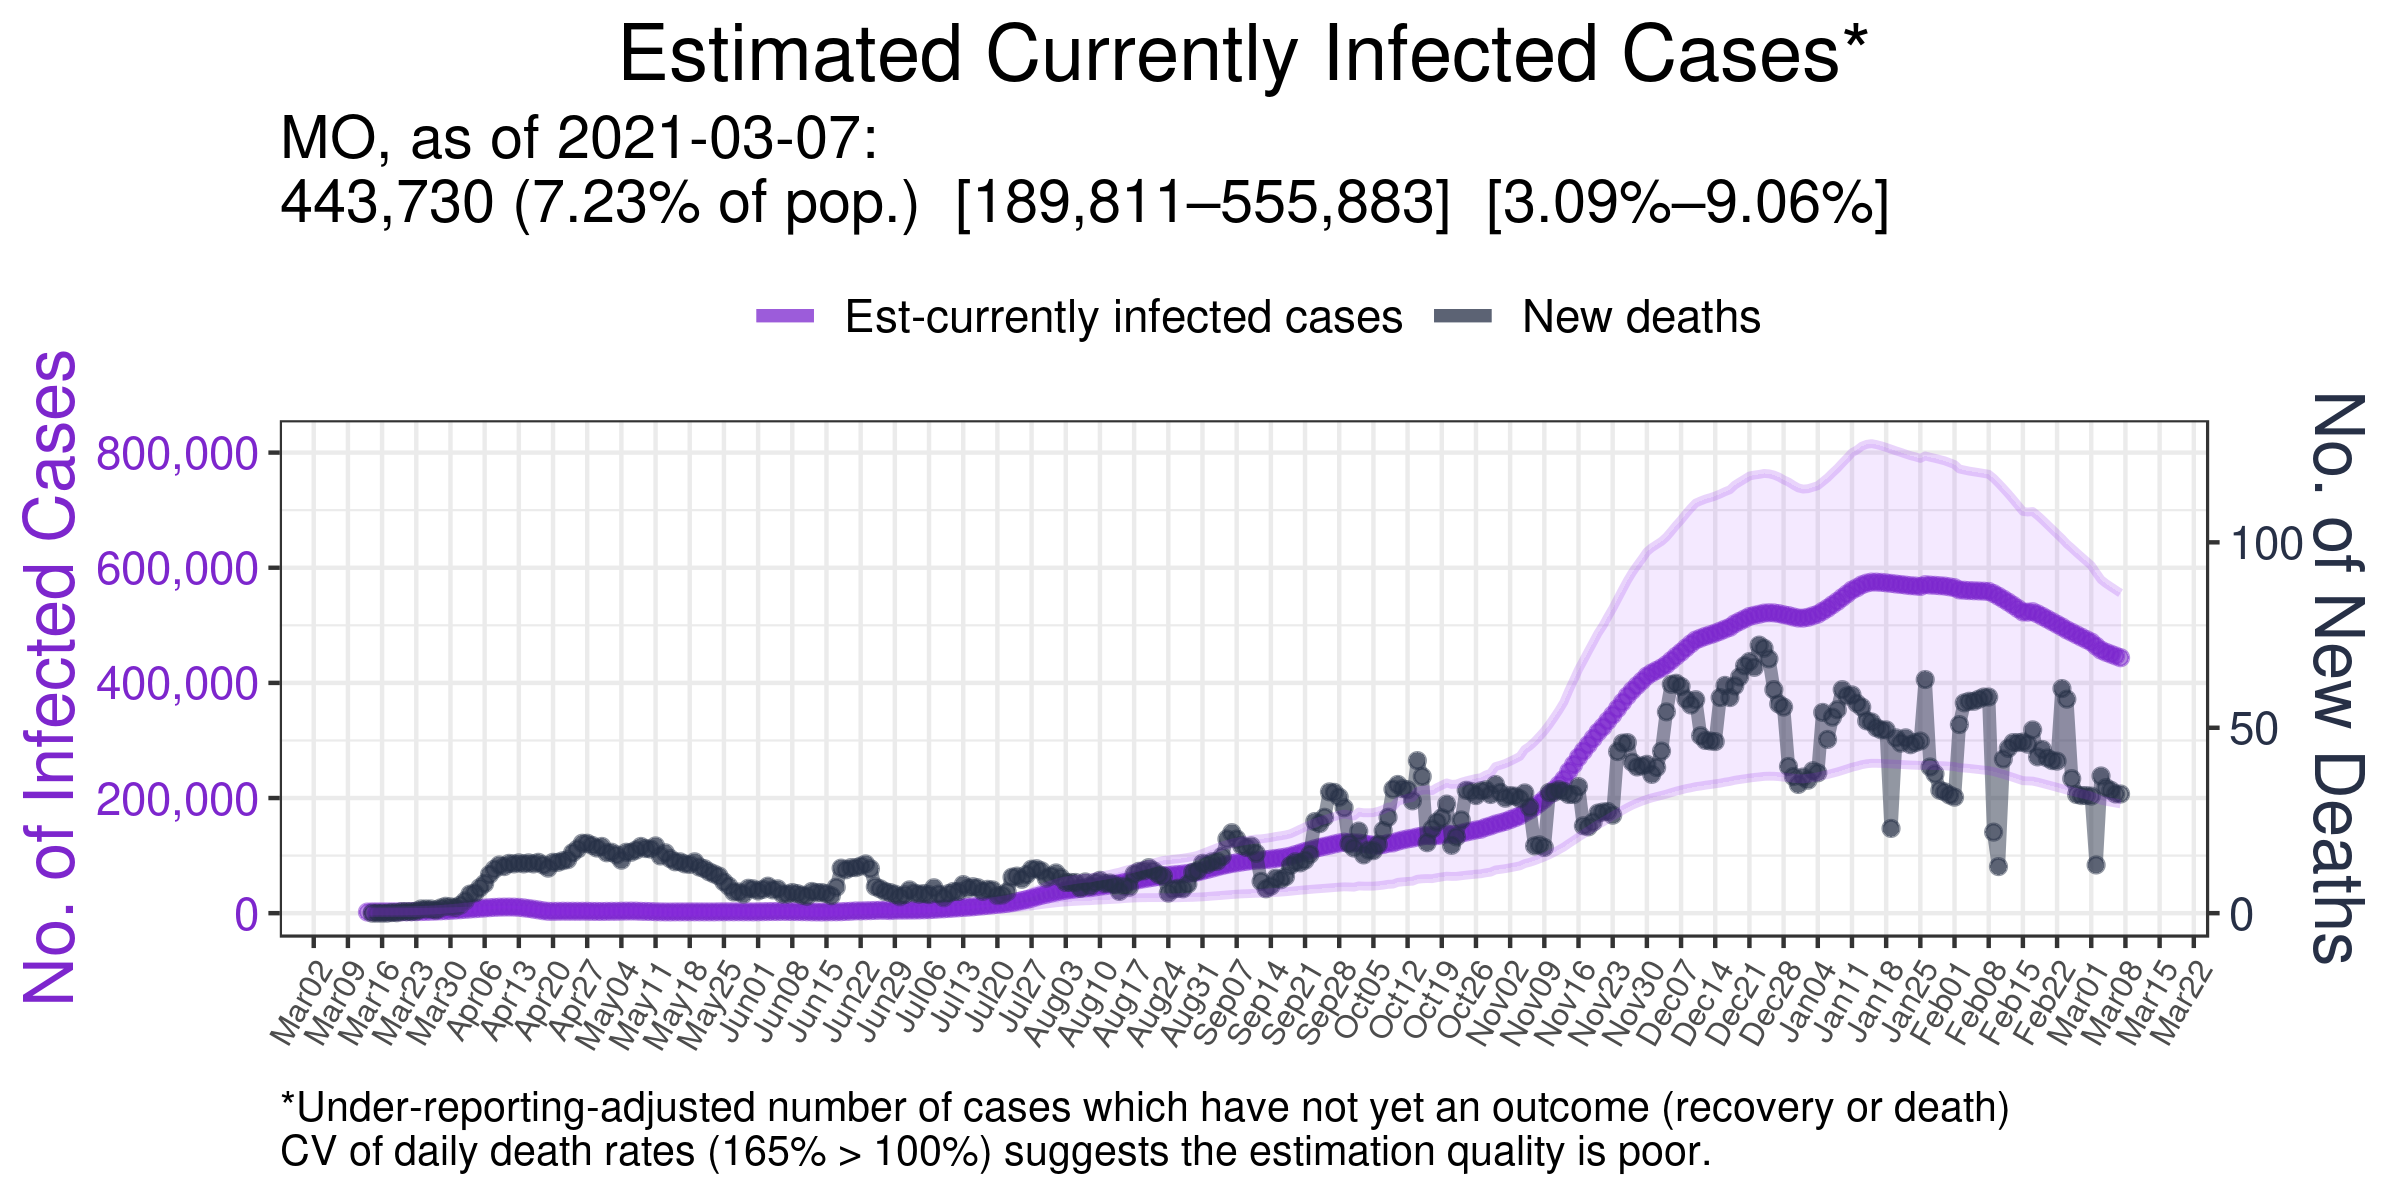 Estimated Currently Infected Cases*
MO, as of 2021-03-07:
443,730 (7.23% of pop.)  [189,811–555,883]  [3.09%–9.06%]
Est-currently infected cases
New deaths
No. of Infected Cases
800,000
600,000
400,000
200,000
0
100
50
0
No. of New Deaths
Mar02
Mar09
Mar16
Mar23
Mar30
Apr06
Apr13
Apr20
Apr27
May04
May11
May18
May25
Jun01
Jun08
Jun15
Jun22
Jun29
Jul06
Jul13
Jul20
Jul27
Aug03
Aug10
Aug17
Aug24
Aug31
Sep07
Sep14
Sep21
Sep28
Oct05
Oct12
Oct19
Oct26
Nov02
Nov09
Nov16
Nov23
Nov30
Dec07
Dec14
Dec21
Dec28
Jan04
Jan11
Jan18
Jan25
Feb01
Feb08
Feb15
Feb22
Mar01
Mar08
Mar15
Mar22
*Under-reporting-adjusted number of cases which have not yet an outcome (recovery or death)
CV of daily death rates (165% > 100%) suggests the estimation quality is poor.